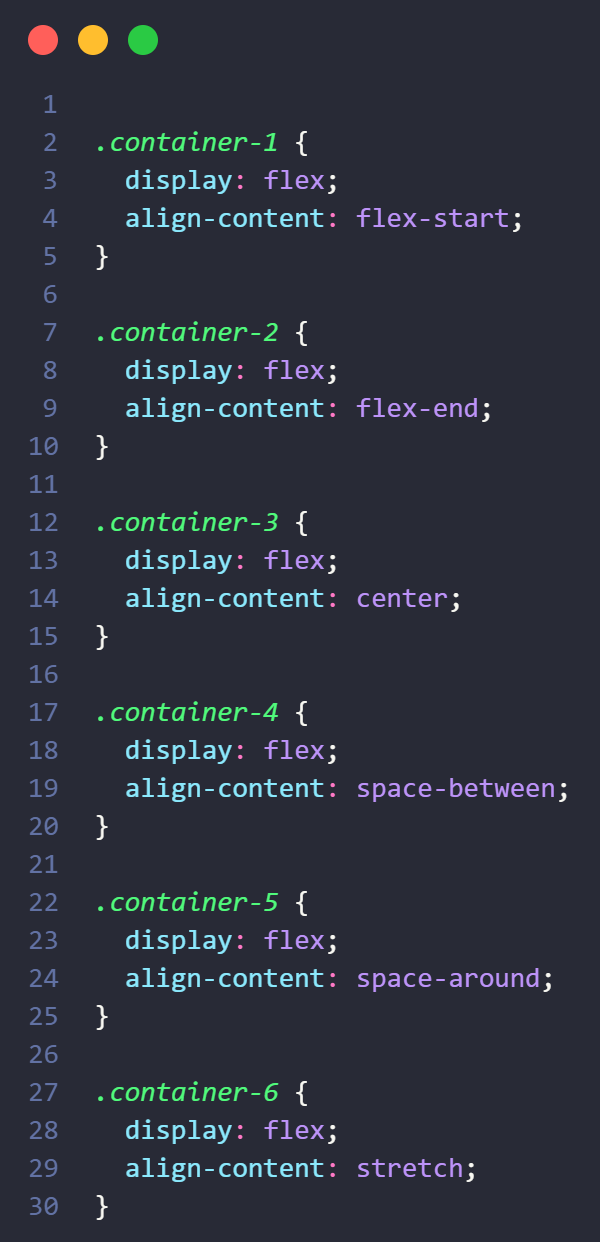 1
2 .container-1 {
3 display: flex;
4 align-content: flex-start;
5 }
6
7 .container-2 {
8 display: flex;
9 align-content: flex-end;
10 }
11
12 .container-3 {
13 display: flex;
14 align-content: center;
15 }
16
17 .container-4 {
18 display: flex;
19 align-content: space-between;
20 }
21
22 .container-5 {
23 display: flex;
24 align-content: space-around;
25 }
26
27 .container-6 {
28 display: flex;
29 align-content: stretch;
30 }